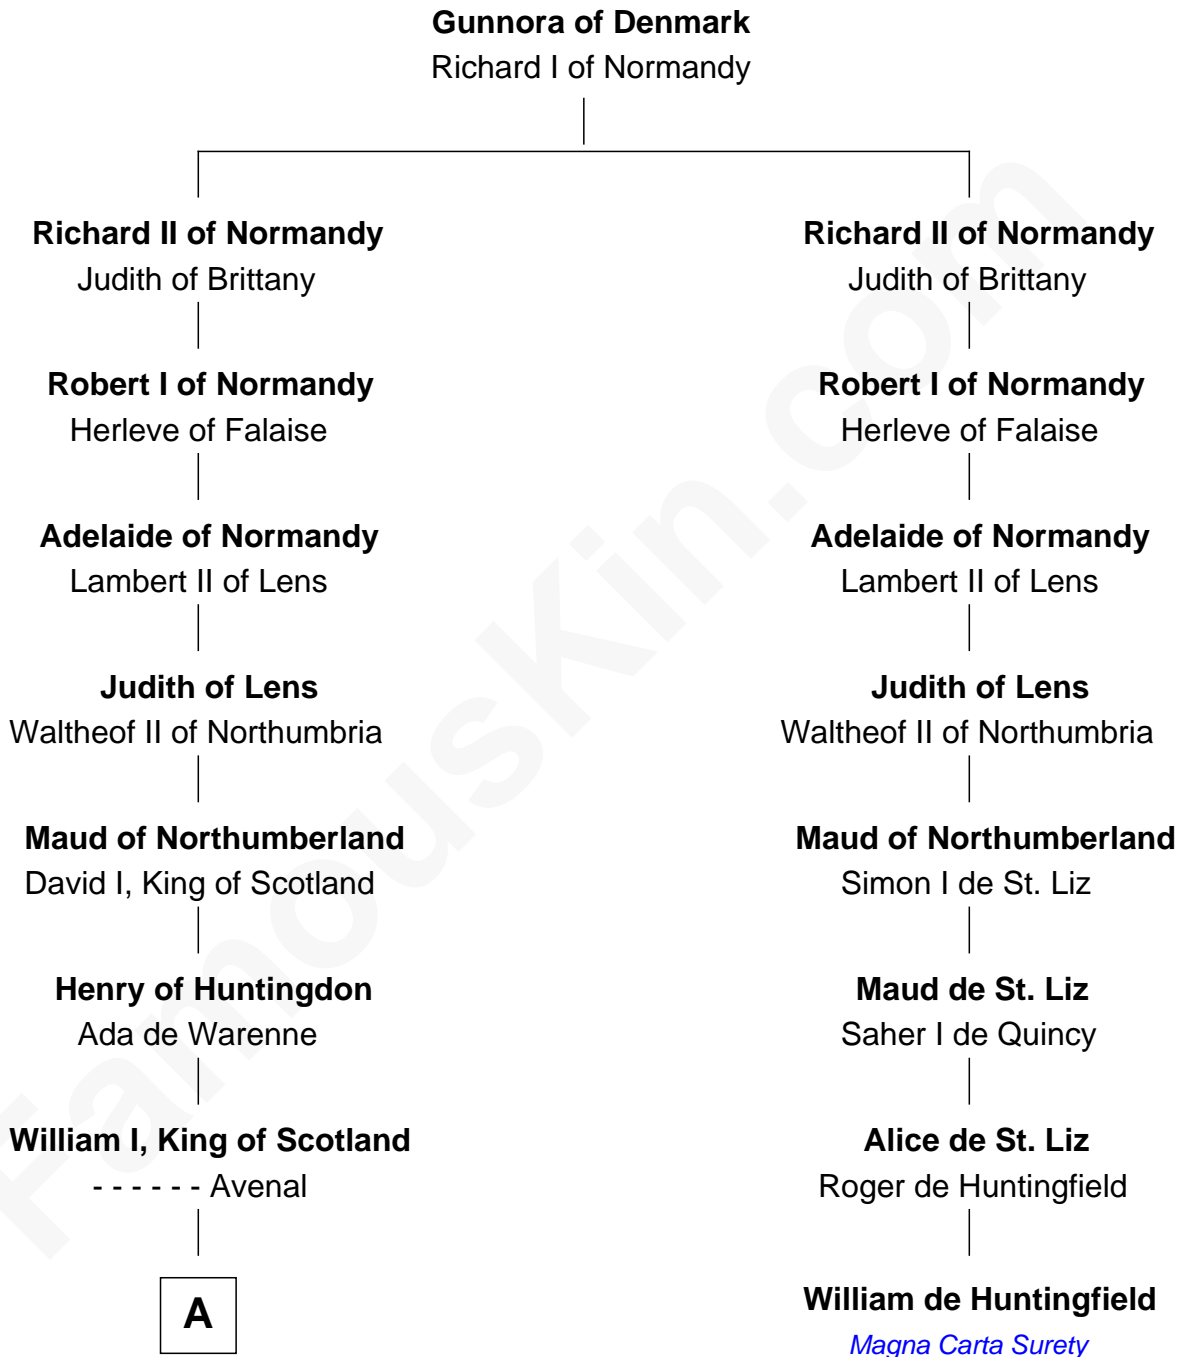 Gunnora of Denmark
Richard I of Normandy
Richard II of Normandy
Judith of Brittany
Robert I of Normandy
Herleve of Falaise
Adelaide of Normandy
Lambert II of Lens
Judith of Lens
Waltheof II of Northumbria
Maud of Northumberland
David I, King of Scotland
Henry of Huntingdon
Ada de Warenne
William I, King of Scotland
- - - - - - Avenal
A
Richard II of Normandy
Judith of Brittany
Robert I of Normandy
Herleve of Falaise
Adelaide of Normandy
Lambert II of Lens
Judith of Lens
Waltheof II of Northumbria
Maud of Northumberland
Simon I de St. Liz
Maud de St. Liz
Saher I de Quincy
Alice de St. Liz
Roger de Huntingfield
William de Huntingfield
Magna Carta Surety
FamousKin.com